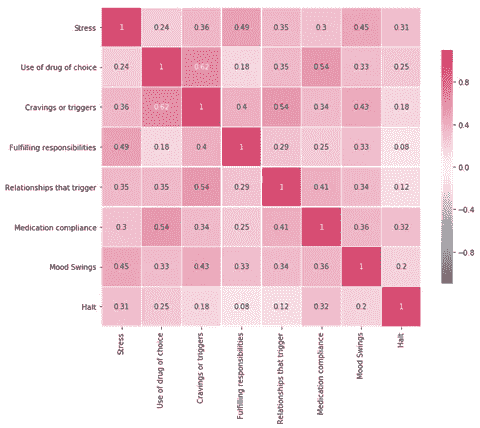 Stress 1 0.24 0.36 0.49 0.35 0.3 0.45 0.31
Use of drug of choice 0.24 1 0.62 0.18 0.35 0.54 0.33 0.25
Cravings or triggers 0.36 0.62 1 0.4 0.54 0.34 0.43 0.18
Fulfilling responsibilities 0.49 0.18 0.4 1 0.29 0.25 0.33 0.08
Relationships that trigger 0.35 0.35 0.54 0.29 1 0.41 0.34 0.12
Medication compliance 0.3 0.54 0.34 0.25 0.41 1 0.36 0.32
Mood Swings 0.45 0.33 0.43 0.33 0.34 0.36 1 0.2
Halt 0.31 0.25 0.18 0.08 0.12 0.32 0.2 1
Stress
Use of drug of choice
Cravings or triggers
Fulfilling responsibilities
Relationships that trigger
Medication compliance
Mood Swings
Halt
0.8
0.4
0.0
−0.4
−0.8